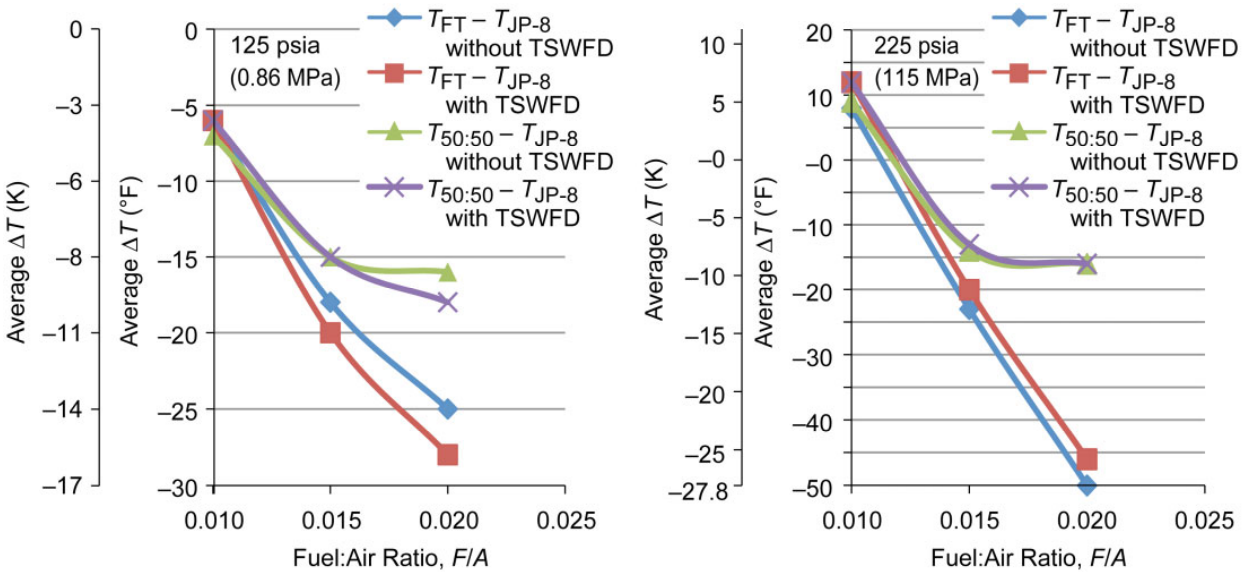 0
–3
–6
–8
–11
–14
–17
Average ΔT (K)
0
–5
–10
–15
–20
–25
–30
Average ΔT (°F)
125 psia
(0.86 MPa)
T_FT – T_JP-8
without TSWFD
T_FT – T_JP-8
with TSWFD
T_50:50 – T_JP-8
without TSWFD
T_50:50 – T_JP-8
with TSWFD
0.010 0.015 0.020 0.025
Fuel:Air Ratio, F/A
10
5
–0
–5
–10
–15
–20
–25
–27.8
Average ΔT (K)
20
10
–0
–10
–20
–30
–40
–50
Average ΔT (°F)
225 psia
(115 MPa)
T_FT – T_JP-8
without TSWFD
T_FT – T_JP-8
with TSWFD
T_50:50 – T_JP-8
without TSWFD
T_50:50 – T_JP-8
with TSWFD
0.010 0.015 0.020 0.025
Fuel:Air Ratio, F/A